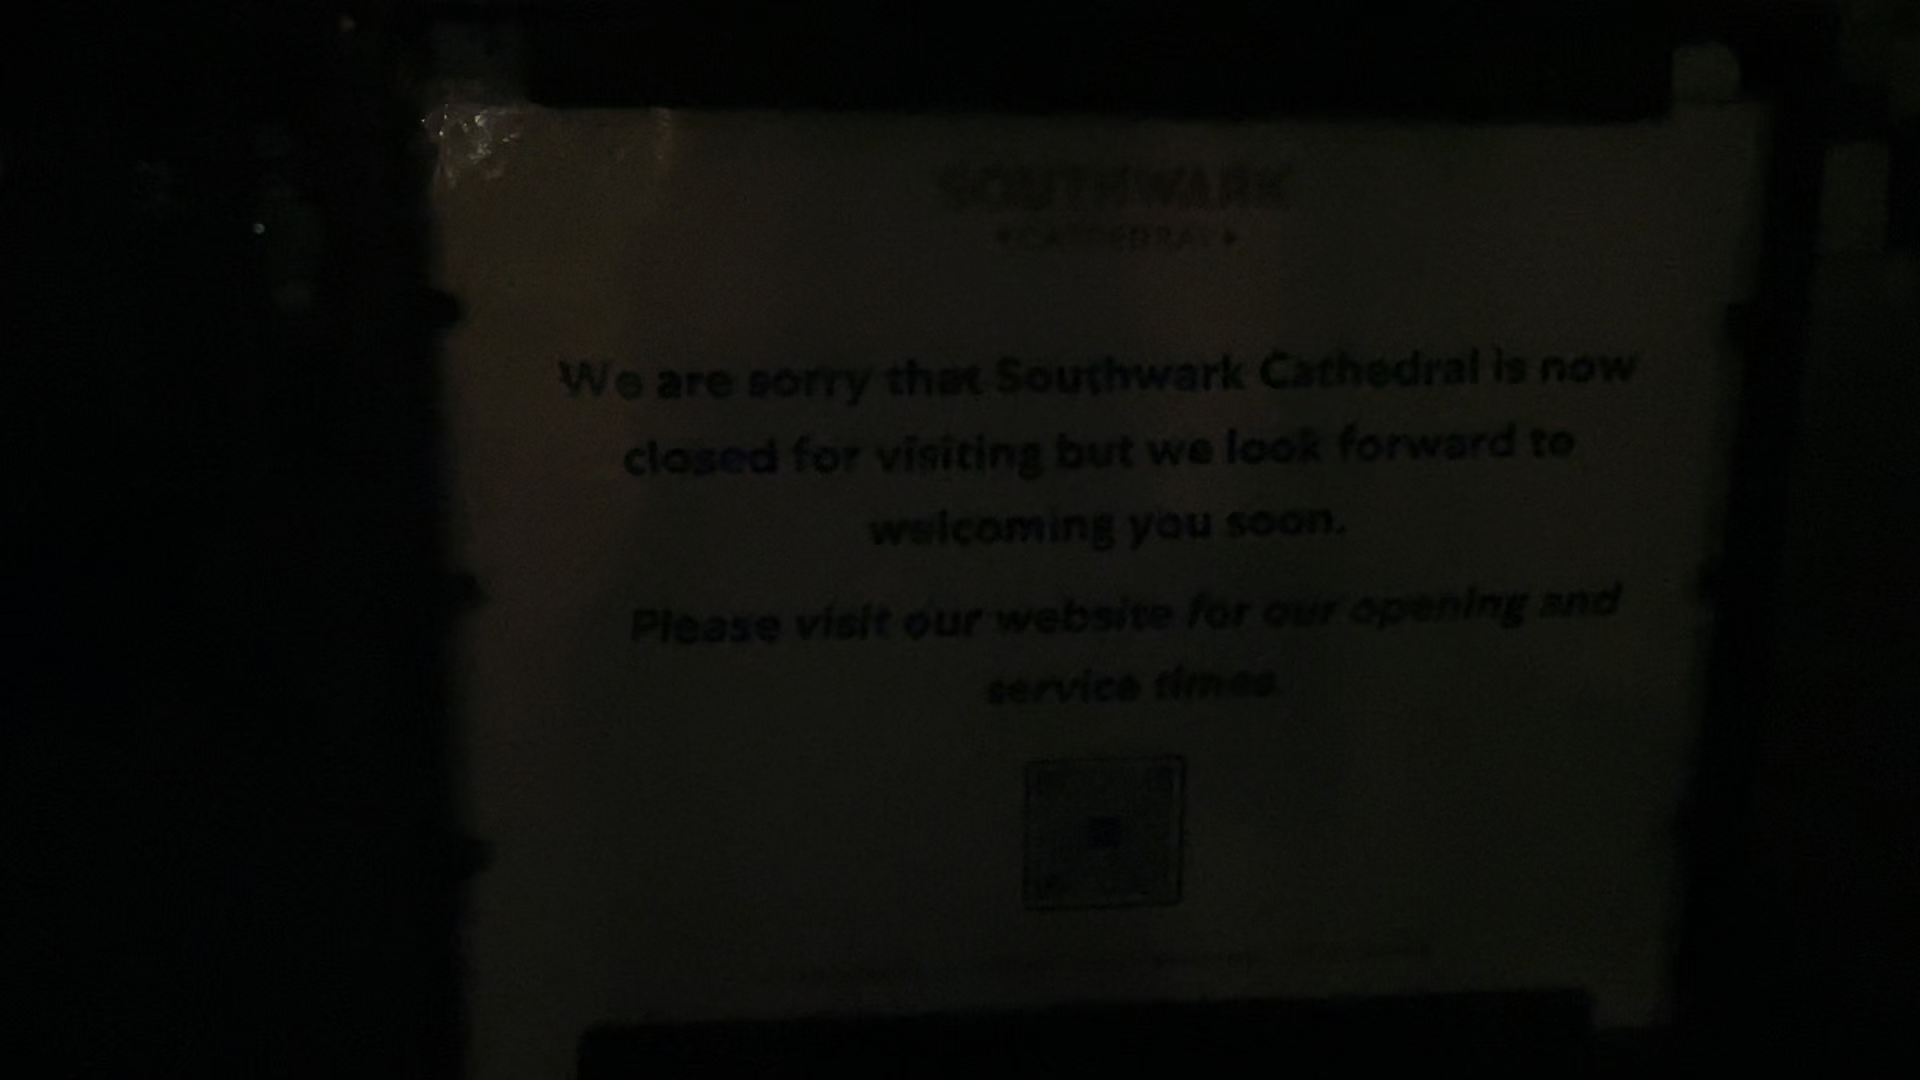 SOUTHWARK
CATHEDRAL
We are sorry that Southwark Cathedral is now
closed for visiting but we look forward to
welcoming you soon.
Please visit our website for our opening and
service times.